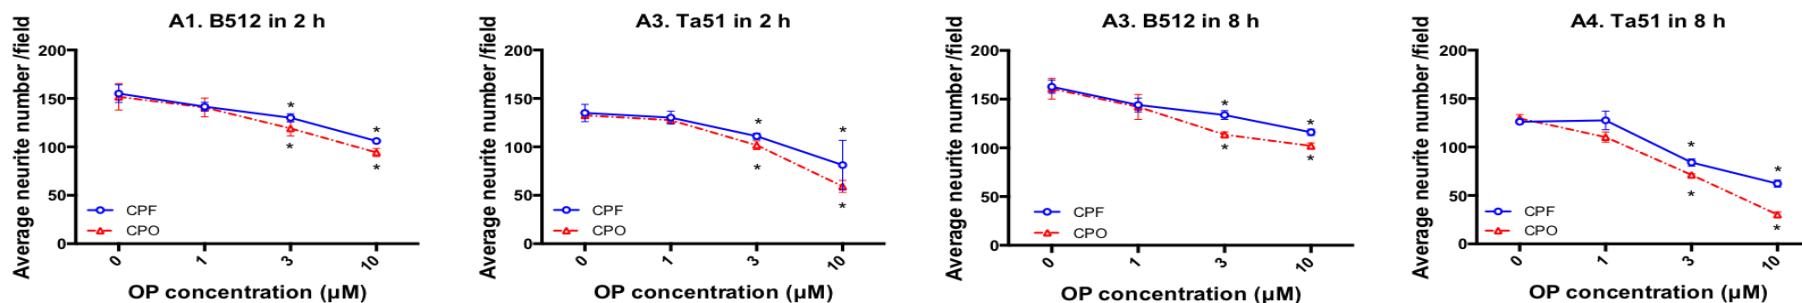 A1. B512 in 2 h
Average neurite number /field
200
150
100
50
0
* *
* *
CPF
CPO
0 1 3 10
OP concentration (µM)
A3. Ta51 in 2 h
Average neurite number /field
200
150
100
50
0
* *
* *
CPF
CPO
0 1 3 10
OP concentration (µM)
A3. B512 in 8 h
Average neurite number /field
200
150
100
50
0
* *
* *
CPF
CPO
0 1 3 10
OP concentration (µM)
A4. Ta51 in 8 h
Average neurite number /field
200
150
100
50
0
* *
* *
CPF
CPO
0 1 3 10
OP concentration (µM)